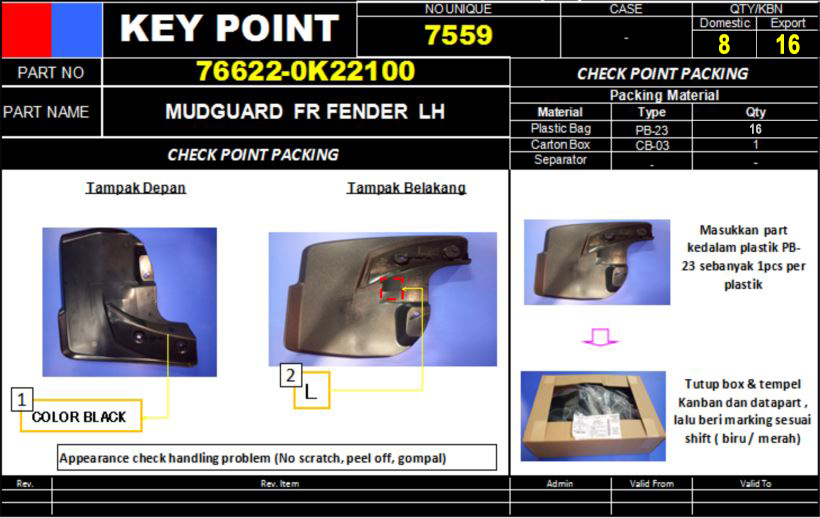 KEY POINT
NO UNIQUE
7559
CASE
-
QTY/KBN
Domestic
Export
8
16
PART NO
76622-0K22100
PART NAME
MUDGUARD FR FENDER LH
CHECK POINT PACKING
Packing Material
Material Type Qty
Plastic Bag PB-23 16
Carton Box CB-03 1
Separator - -
CHECK POINT PACKING
Tampak Depan
Tampak Belakang
1
COLOR BLACK
2
L
Appearance check handling problem (No scratch, peel off, gompal)
Masukkan part
kedalam plastik PB-
23 sebanyak 1pcs per
plastik
Tutup box & tempel
Kanban dan datapart ,
lalu beri marking sesuai
shift ( biru / merah)
Rev. Rev. Item Admin Valid From Valid To